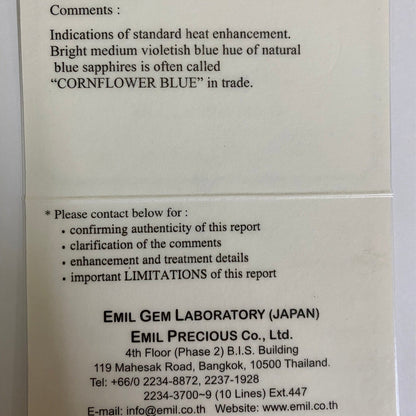 Comments :
Indications of standard heat enhancement.
Bright medium violetish blue hue of natural
blue sapphires is often called
“CORNFLOWER BLUE” in trade.
* Please contact below for :
• confirming authenticity of this report
• clarification of the comments
• enhancement and treatment details
• important LIMITATIONS of this report
EMIL GEM LABORATORY (JAPAN)
EMIL PRECIOUS CO., Ltd.
4th Floor (Phase 2) B.I.S. Building
119 Mahesak Road, Bangkok, 10500 Thailand.
Tel: +66/0 2234-8872, 2237-1928
2234-3700~9 (10 Lines) Ext.447
E-mail: info@emil.co.th Website: www.emil.co.th